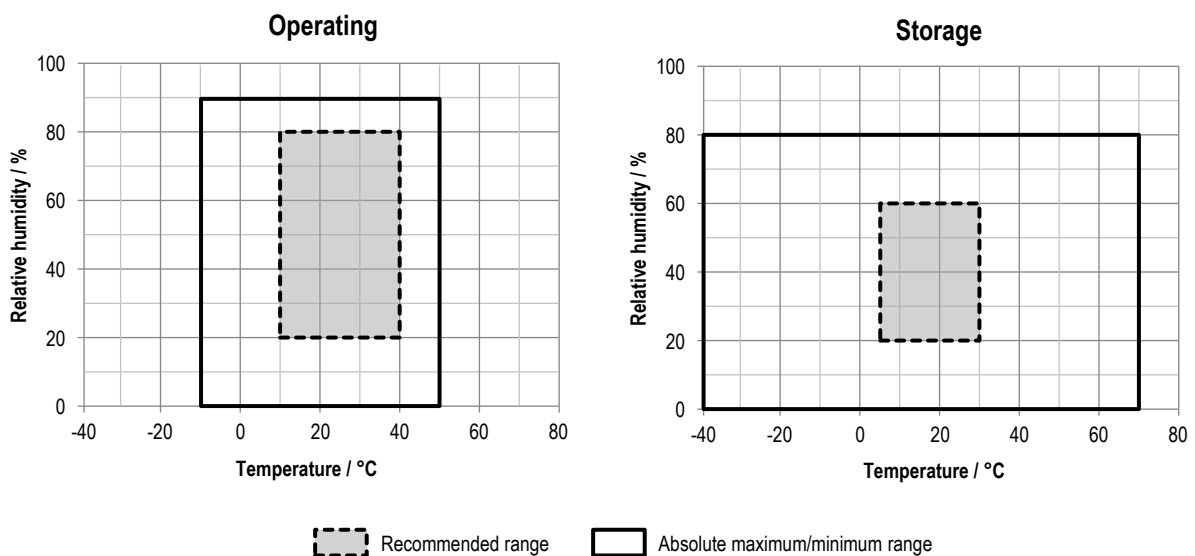 Operating
100
80
60
40
20
0
Relative humidity / %
-40 -20 0 20 40 60 80
Temperature / °C
Storage
100
80
60
40
20
0
Relative humidity / %
-40 -20 0 20 40 60 80
Temperature / °C
Recommended range
Absolute maximum/minimum range